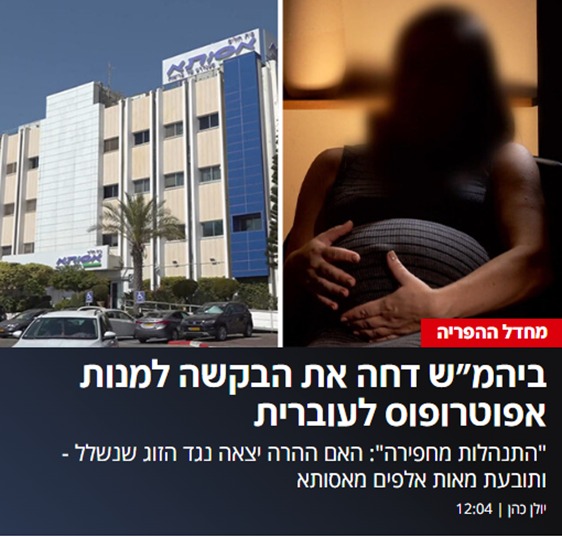 אסותא
מחדל ההפריה
ביהמ״ש דחה את הבקשה למנות
אפוטרופוס לעוברית
"התנהלות מחפירה": האם ההרה יצאה נגד הזוג שנשלל -
ותובעת מאות אלפים מאסותא
יולן כהן | 12:04